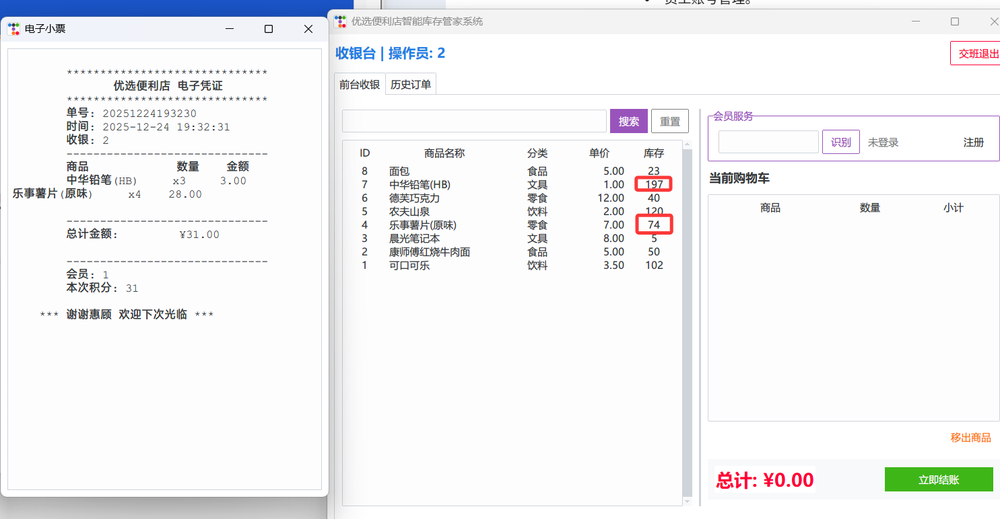 • 员工账号管理。
电子小票
******************************
优选便利店 电子凭证
******************************
单号: 20251224193230
时间: 2025-12-24 19:32:31
收银: 2
------------------------------
商品 数量 金额
中华铅笔(HB) x3 3.00
乐事薯片(原味) x4 28.00
------------------------------
总计金额: ¥31.00
------------------------------
会员: 1
本次积分: 31
*** 谢谢惠顾 欢迎下次光临 ***
优选便利店智能库存管家系统
收银台 | 操作员: 2
交班退出
前台收银 历史订单
搜索 重置
ID 商品名称 分类 单价 库存
8 面包 食品 5.00 23
7 中华铅笔(HB) 文具 1.00 197
6 德芙巧克力 零食 12.00 40
5 农夫山泉 饮料 2.00 120
4 乐事薯片(原味) 零食 7.00 74
3 晨光笔记本 文具 8.00 5
2 康师傅红烧牛肉面 食品 5.00 50
1 可口可乐 饮料 3.50 102
会员服务
识别 未登录 注册
当前购物车
商品 数量 小计
移出商品
总计: ¥0.00
立即结账